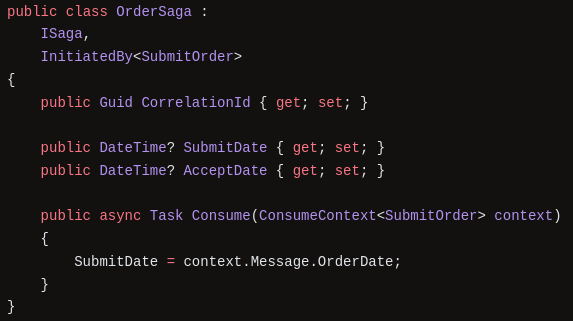 public class OrderSaga :
    ISaga,
    InitiatedBy<SubmitOrder>
{
    public Guid CorrelationId { get; set; }

    public DateTime? SubmitDate { get; set; }
    public DateTime? AcceptDate { get; set; }

    public async Task Consume(ConsumeContext<SubmitOrder> context)
    {
        SubmitDate = context.Message.OrderDate;
    }
}